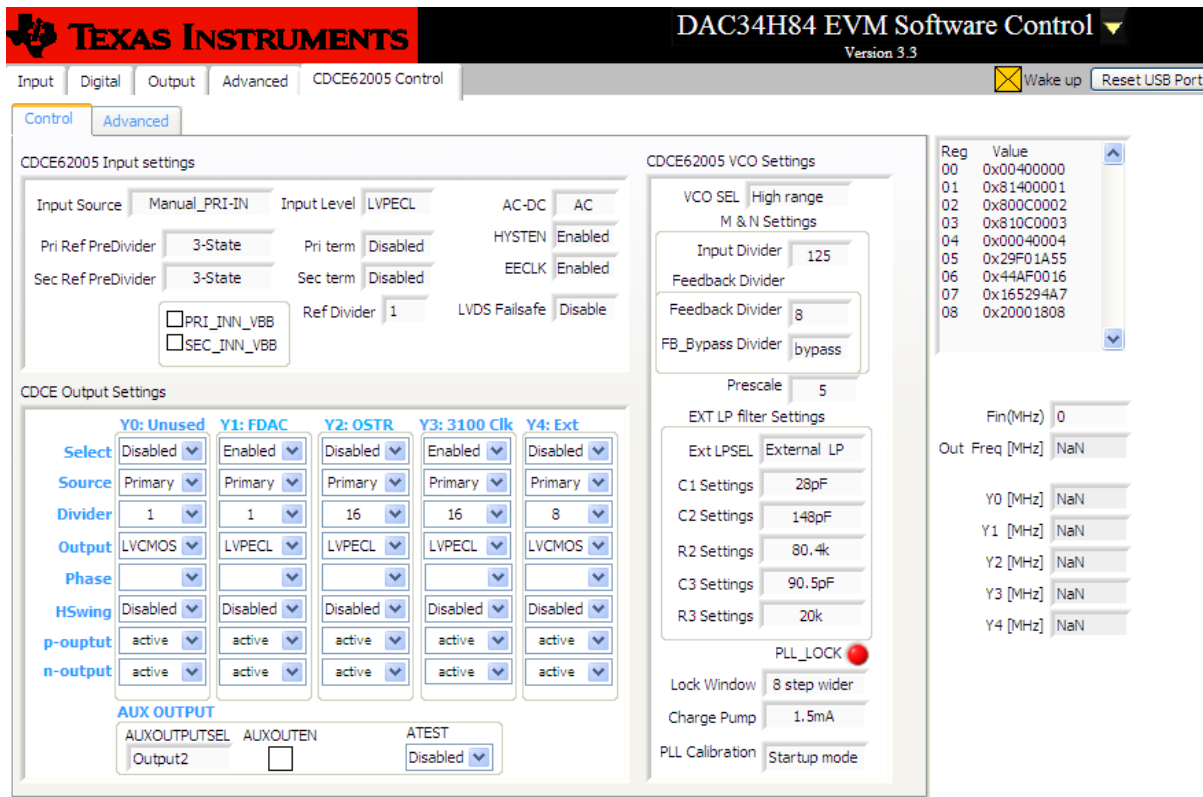 TEXAS INSTRUMENTS
DAC34H84 EVM Software Control
Version 3.3
Input Digital Output Advanced CDCE62005 Control
Wake up Reset USB Port
Control Advanced
CDCE62005 Input settings
Input Source Manual_PRI-IN Input Level LVPECL AC-DC AC
HYSTEN Enabled
Pri Ref PreDivider 3-State Pri term Disabled
EECLK Enabled
Sec Ref PreDivider 3-State Sec term Disabled
Ref Divider 1 LVDS Failsafe Disable
PRI_INN_VBB
SEC_INN_VBB
CDCE Output Settings
Y0: Unused Y1: FDAC Y2: OSTR Y3: 3100 Clk Y4: Ext
Select Disabled Enabled Disabled Enabled Disabled
Source Primary Primary Primary Primary Primary
Divider 1 1 16 16 8
Output LVCMOS LVPECL LVPECL LVPECL LVCMOS
Phase
HSwing Disabled Disabled Disabled Disabled Disabled
p-ouptut active active active active active
n-output active active active active active
AUX OUTPUT
AUXOUTPUTSEL AUXOUTEN ATEST
Output2 Disabled
CDCE62005 VCO Settings
VCO SEL High range
M & N Settings
Input Divider 125
Feedback Divider
Feedback Divider 8
FB_Bypass Divider bypass
Prescale 5
EXT LP filter Settings
Ext LPSEL External LP
C1 Settings 28pF
C2 Settings 148pF
R2 Settings 80.4k
C3 Settings 90.5pF
R3 Settings 20k
PLL_LOCK
Lock Window 8 step wider
Charge Pump 1.5mA
PLL Calibration Startup mode
Reg Value
00 0x00400000
01 0x81400001
02 0x800C0002
03 0x810C0003
04 0x00040004
05 0x29F01A55
06 0x44AF0016
07 0x165294A7
08 0x20001808
Fin(MHz) 0
Out Freq [MHz] NaN
Y0 [MHz] NaN
Y1 [MHz] NaN
Y2 [MHz] NaN
Y3 [MHz] NaN
Y4 [MHz] NaN